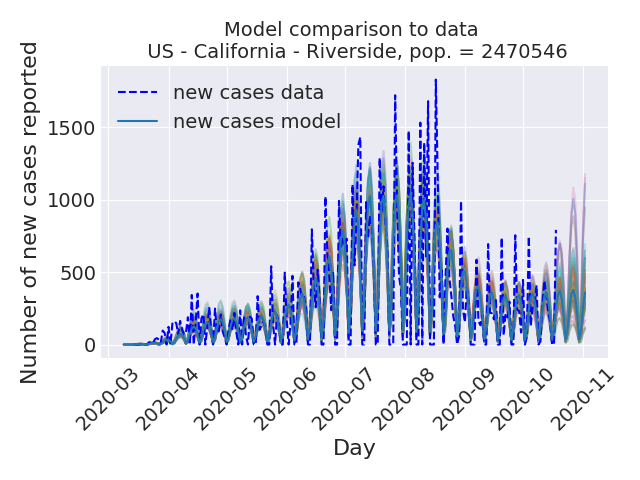 Model comparison to data
US - California - Riverside, pop. = 2470546
new cases data
new cases model
Number of new cases reported
1500
1000
500
0
2020-03
2020-04
2020-05
2020-06
2020-07
2020-08
2020-09
2020-10
2020-11
Day